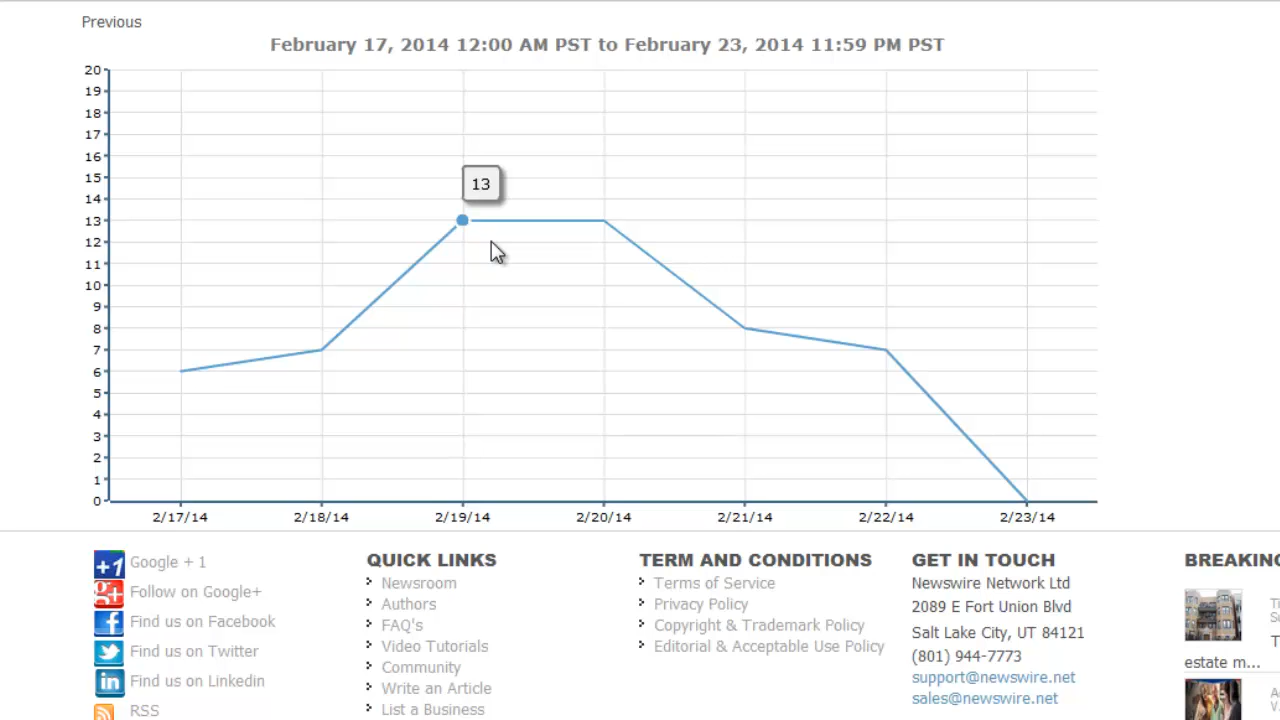 Previous
February 17, 2014 12:00 AM PST to February 23, 2014 11:59 PM PST
20
19
18
17
16
15
14
13
12
11
10
9
8
7
6
5
4
3
2
1
0
13
2/17/14 2/18/14 2/19/14 2/20/14 2/21/14 2/22/14 2/23/14
+1 Google + 1
g+ Follow on Google+
f Find us on Facebook
Find us on Twitter
in Find us on Linkedin
RSS
QUICK LINKS
Newsroom
Authors
FAQ's
Video Tutorials
Community
Write an Article
List a Business
TERM AND CONDITIONS
Terms of Service
Privacy Policy
Copyright & Trademark Policy
Editorial & Acceptable Use Policy
GET IN TOUCH
Newswire Network Ltd
2089 E Fort Union Blvd
Salt Lake City, UT 84121
(801) 944-7773
support@newswire.net
sales@newswire.net
BREAKING
estate m...